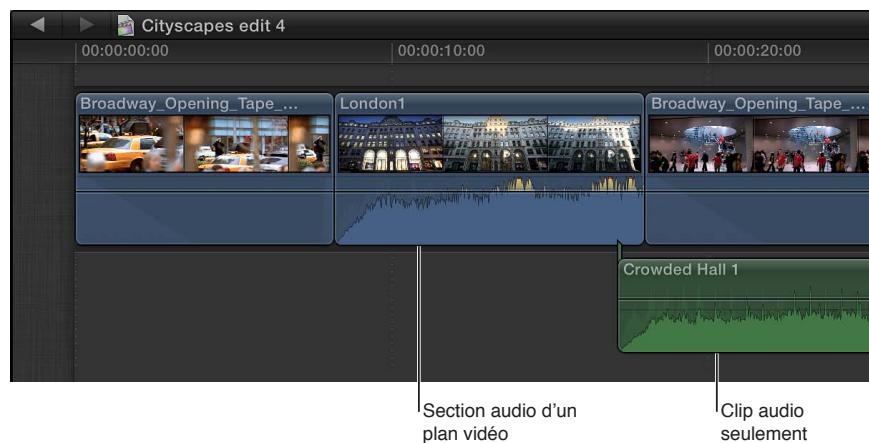 Cityscapes edit 4
00:00:00:00 00:00:10:00 00:00:20:00
Broadway_Opening_Tape_... London1 Broadway_Opening_Tape_...
Crowded Hall 1
Section audio d’un
plan vidéo
Clip audio
seulement